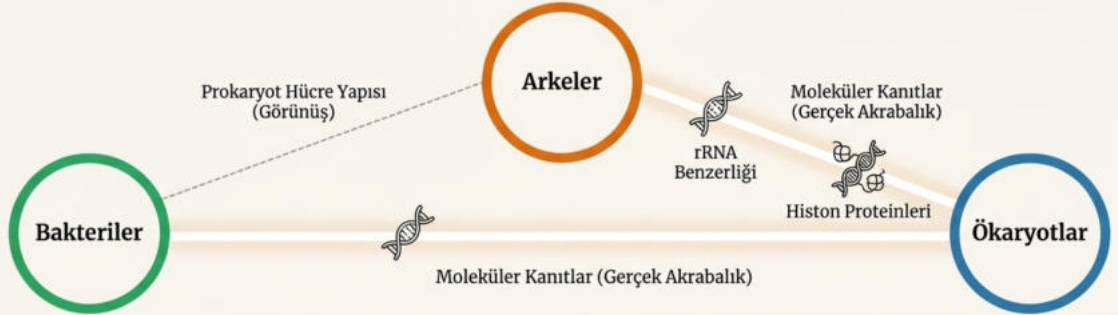 Arkeler
Prokaryot Hücre Yapısı
(Görünüş)
Moleküler Kanıtlar
(Gerçek Akrabalık)
rRNA
Benzerliği
Histon Proteinleri
Bakteriler
Ökaryotlar
Moleküler Kanıtlar (Gerçek Akrabalık)